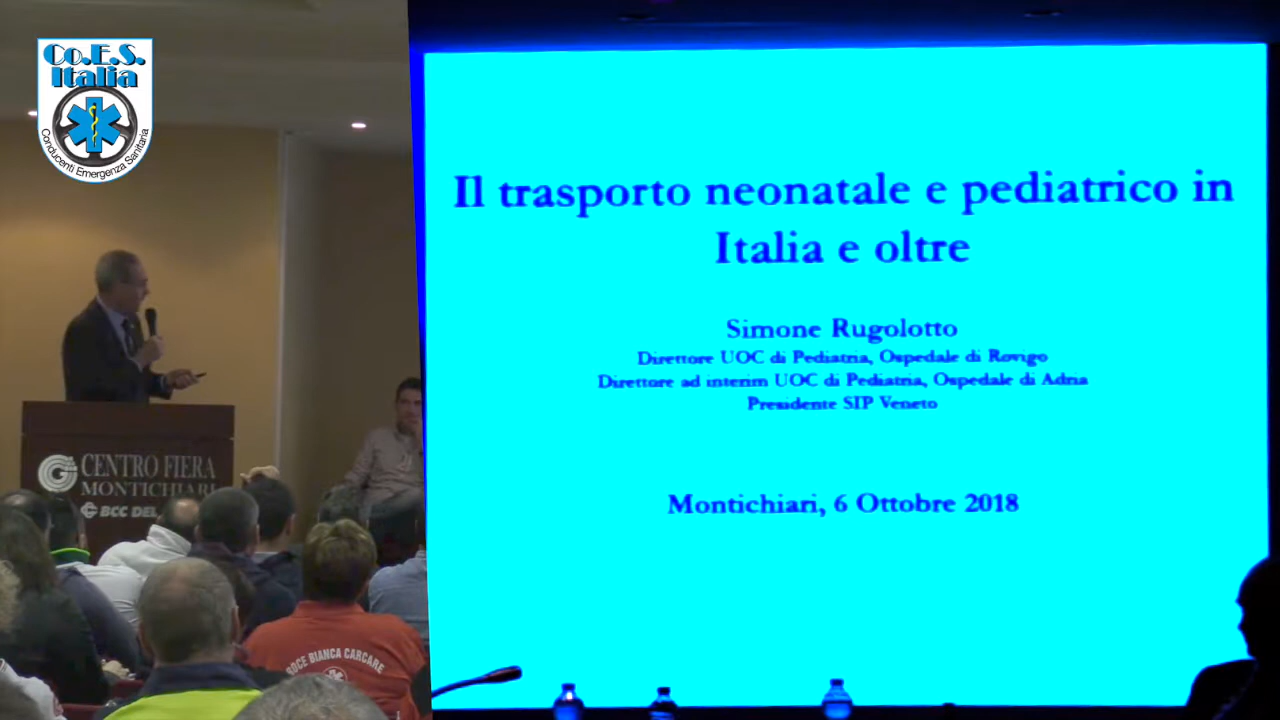 Co.E.S.
Italia
Conducenti Emergenza Sanitaria
Il trasporto neonatale e pediatrico in
Italia e oltre
Simone Rugolotto
Direttore UOC di Pediatria, Ospedale di Rovigo
Direttore ad interim UOC di Pediatria, Ospedale di Adria
Presidente SIP Veneto
Montichiari, 6 Ottobre 2018
CENTRO FIERA
MONTICHIARI
BCC DEL
BIANCA CARCARE